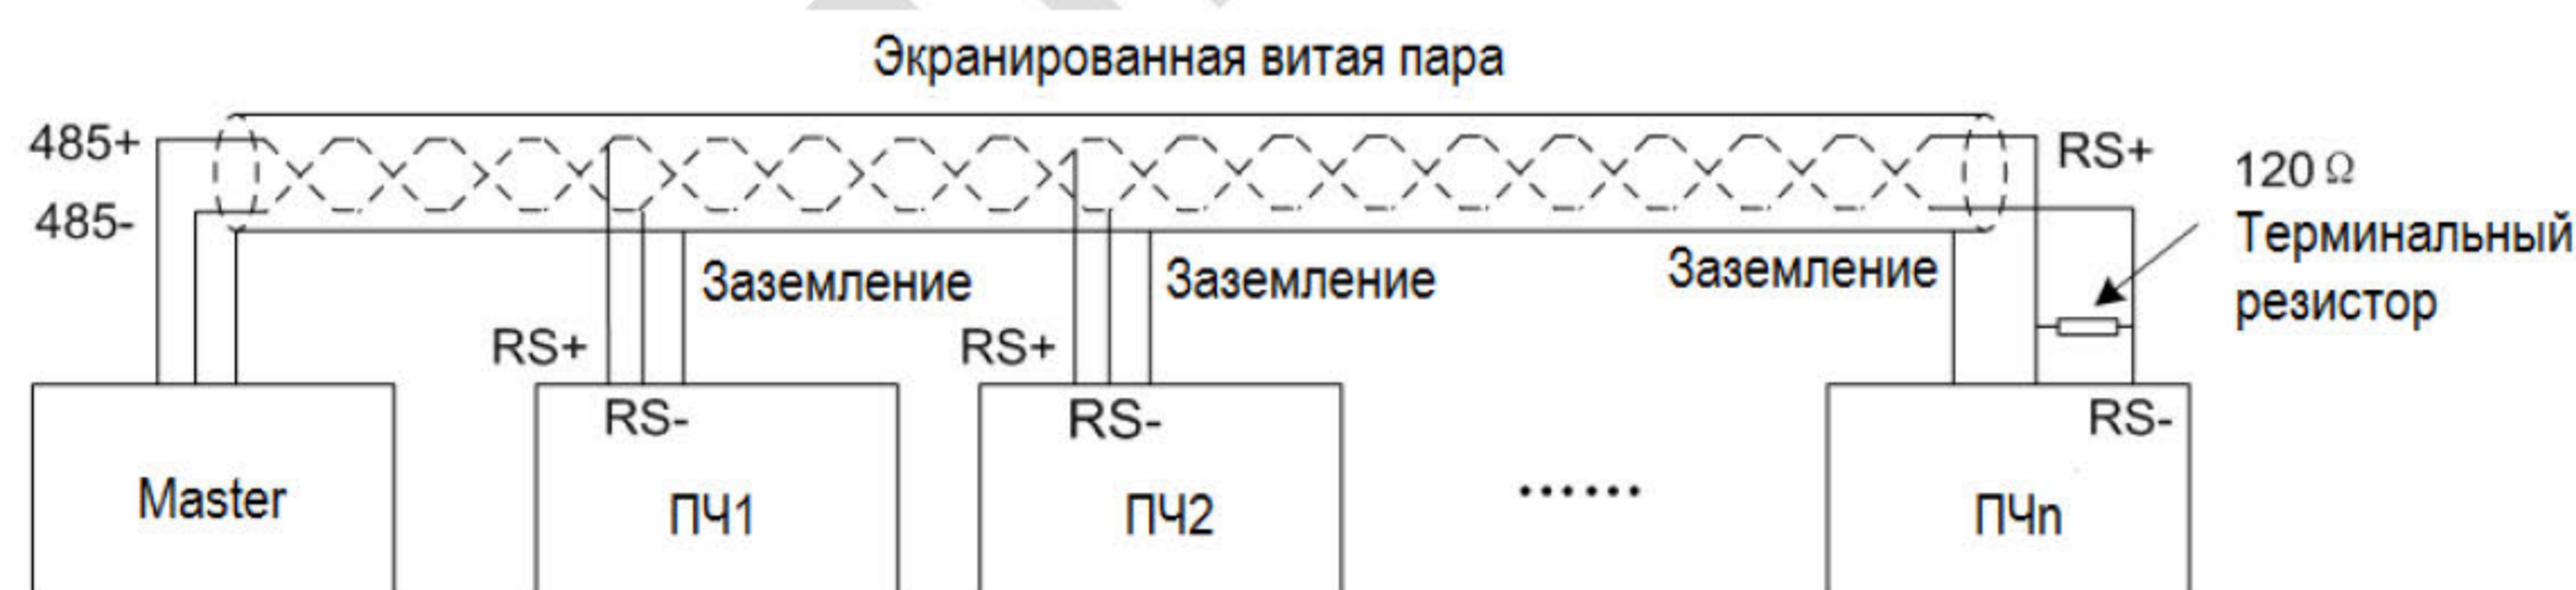 Экранированная витая пара
485+
RS+
120 Ω
485-
Терминальный
резистор
Заземление
Заземление
Заземление
RS+
RS+
RS-
RS-
RS-
Master
ПЧ1
ПЧ2
......
ПЧn